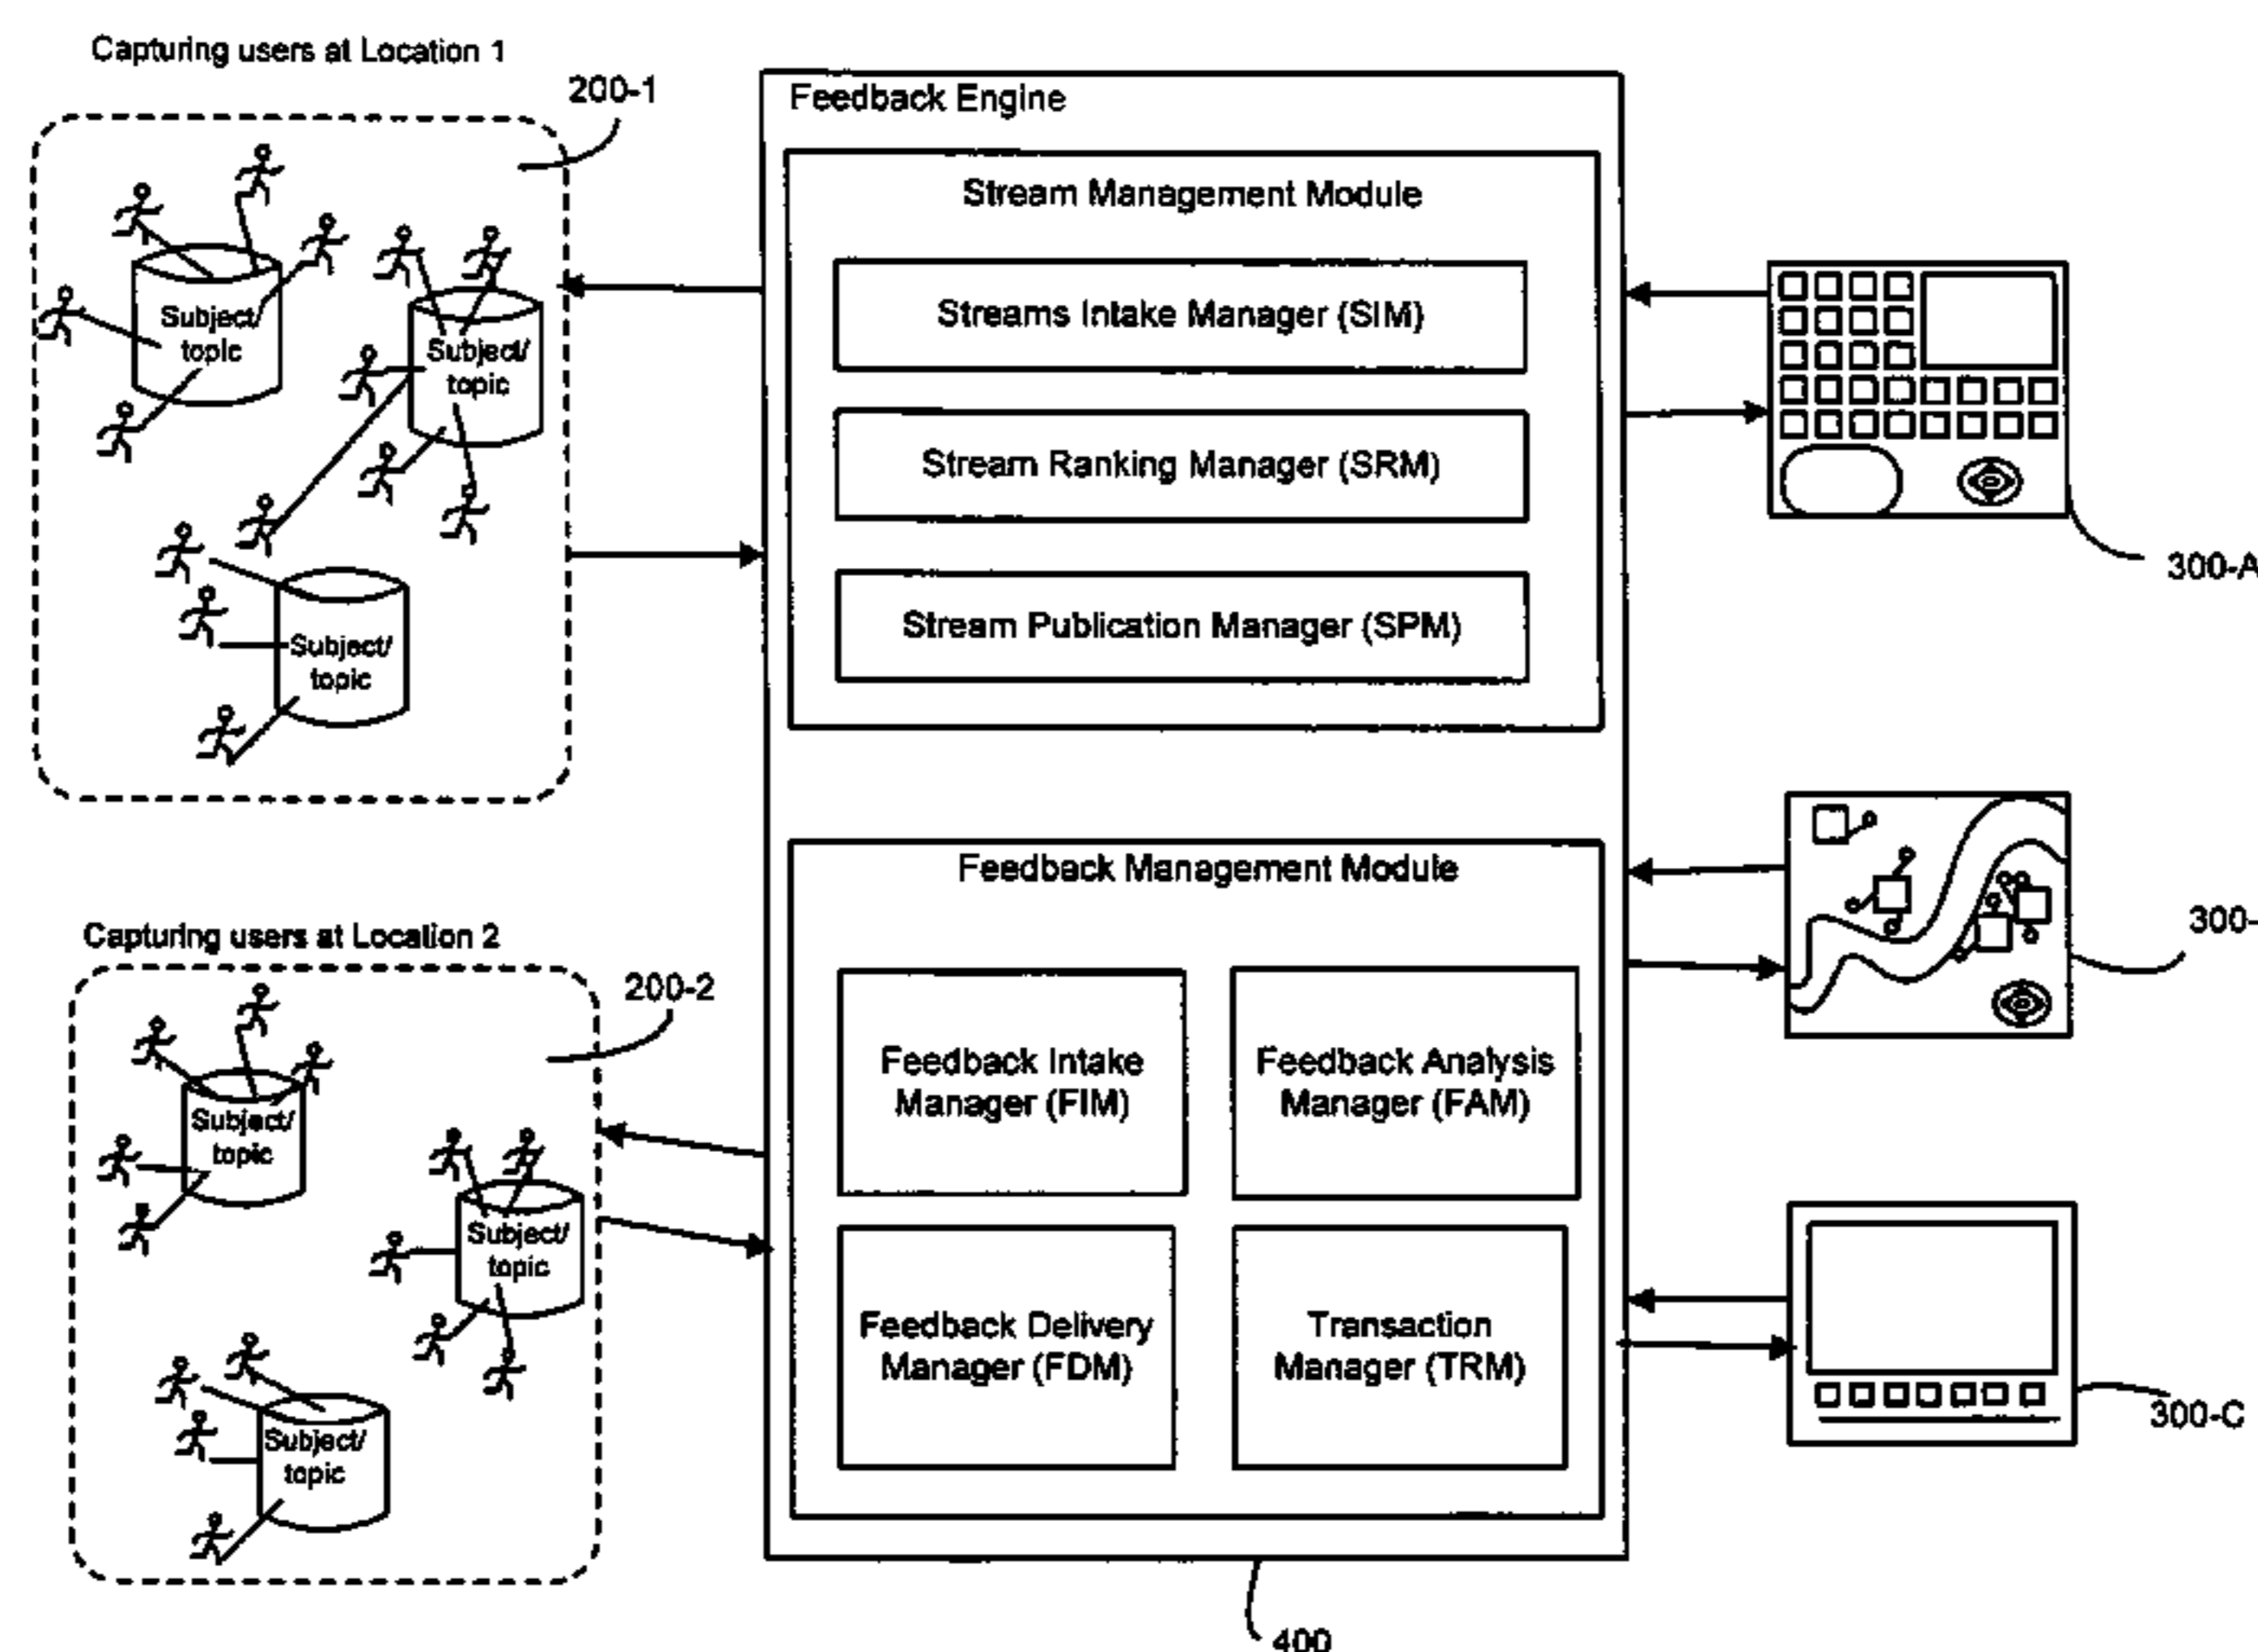 Capturing users at Location 1
200-1
Subject/
topic
Subject/
topic
Subject/
topic
Capturing users at Location 2
200-2
Subject/
topic
Subject/
topic
Subject/
topic
Feedback Engine
Stream Management Module
Streams Intake Manager (SIM)
Stream Ranking Manager (SRM)
Stream Publication Manager (SPM)
Feedback Management Module
Feedback Intake
Manager (FIM)
Feedback Analysis
Manager (FAM)
Feedback Delivery
Manager (FDM)
Transaction
Manager (TRM)
400
300-A
300-
300-C